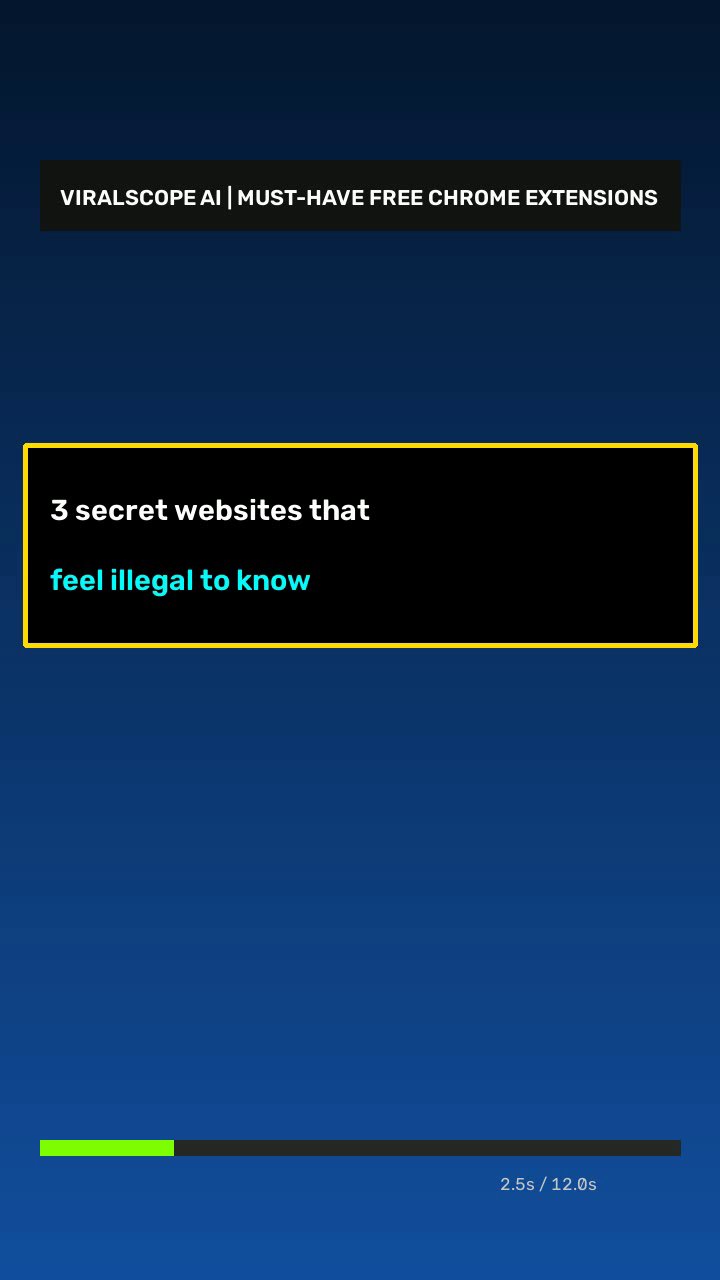 VIRALSCOPE AI | MUST-HAVE FREE CHROME EXTENSIONS
3 secret websites that
feel illegal to know
2.5s / 12.0s